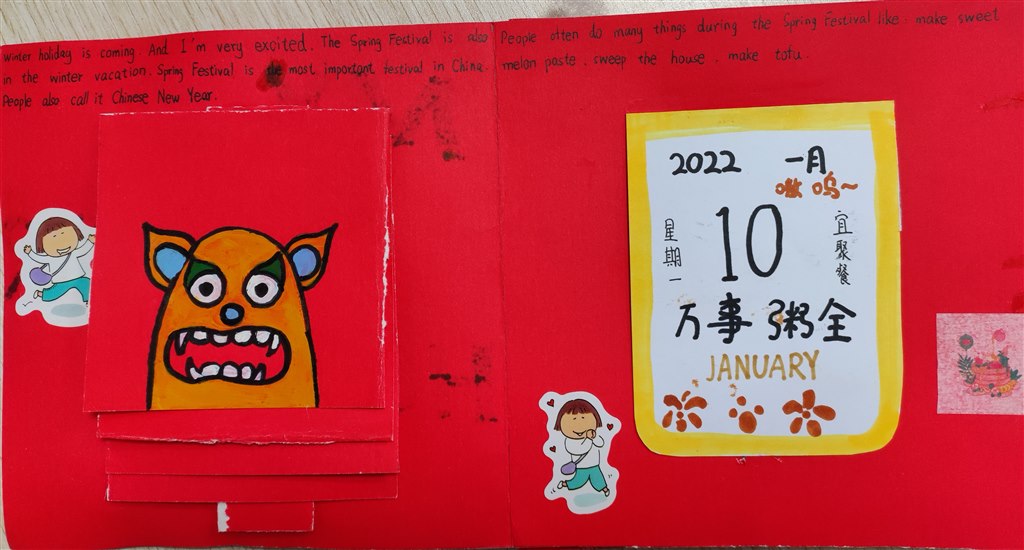 Winter holiday is coming. And I'm very excited. The Spring Festival is also
in the winter vacation. Spring Festival is the most important festival in China.
People also call it Chinese New Year.
People often do many things during the Spring Festival like: make sweet
melon paste. sweep the house. make tofu.
2022 一月
嗷呜~
星期一
10
宜聚餐
万事粥全
JANUARY